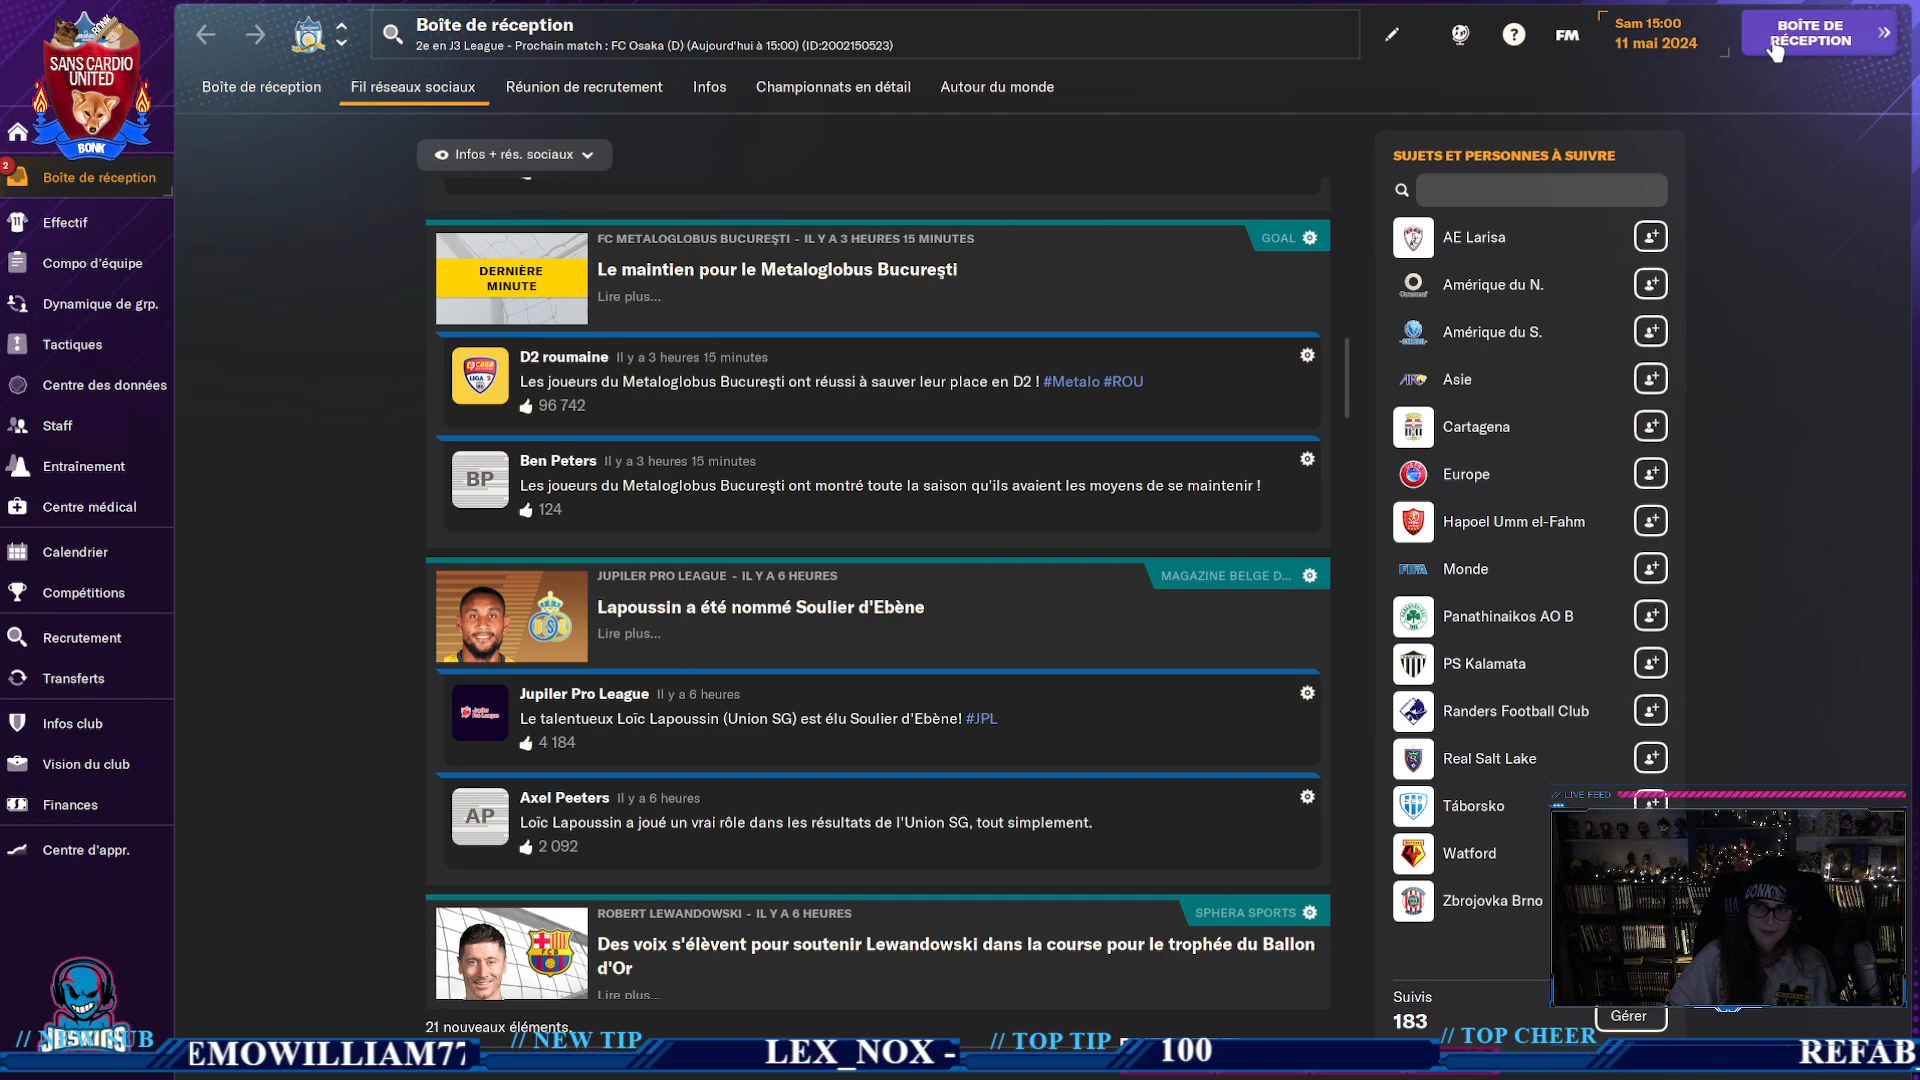 SANS CARDIO
UNITED
BONK
Boîte de réception
2e en J3 League - Prochain match : FC Osaka (D) (Aujourd'hui à 15:00) (ID:2002150523)
FM
Sam 15:00
11 mai 2024
BOÎTE DE
RÉCEPTION
Boîte de réception
Fil réseaux sociaux
Réunion de recrutement
Infos
Championnats en détail
Autour du monde
2
Boîte de réception
Effectif
Compo d'équipe
Dynamique de grp.
Tactiques
Centre des données
Staff
Entraînement
Centre médical
Calendrier
Compétitions
Recrutement
Transferts
Infos club
Vision du club
Finances
Centre d'appr.
Infos + rés. sociaux
FC METALOGLOBUS BUCUREŞTI - IL Y A 3 HEURES 15 MINUTES
GOAL
DERNIÈRE
MINUTE
Le maintien pour le Metaloglobus Bucureşti
Lire plus...
D2 roumaine Il y a 3 heures 15 minutes
Les joueurs du Metaloglobus Bucureşti ont réussi à sauver leur place en D2 ! #Metalo #ROU
96 742
BP
Ben Peters Il y a 3 heures 15 minutes
Les joueurs du Metaloglobus Bucureşti ont montré toute la saison qu'ils avaient les moyens de se maintenir !
124
JUPILER PRO LEAGUE - IL Y A 6 HEURES
MAGAZINE BELGE D...
Lapoussin a été nommé Soulier d'Ebène
Lire plus...
Jupiler Pro League Il y a 6 heures
Le talentueux Loïc Lapoussin (Union SG) est élu Soulier d'Ebène! #JPL
4 184
AP
Axel Peeters Il y a 6 heures
Loïc Lapoussin a joué un vrai rôle dans les résultats de l'Union SG, tout simplement.
2 092
ROBERT LEWANDOWSKI - IL Y A 6 HEURES
SPHERA SPORTS
Des voix s'élèvent pour soutenir Lewandowski dans la course pour le trophée du Ballon
d'Or
Lire plus...
21 nouveaux éléments.
SUJETS ET PERSONNES À SUIVRE
AE Larisa
Amérique du N.
Amérique du S.
Asie
Cartagena
Europe
Hapoel Umm el-Fahm
FIFA
Monde
Panathinaikos AO B
PS Kalamata
Randers Football Club
Real Salt Lake
Táborsko
Watford
Zbrojovka Brno
Suivis
183
Gérer
// LIVE FEED
BONK
// NEW SUB
EMOWILLIAM77
// NEW TIP
LEX_NOX -
// TOP TIP
100
// TOP CHEER
REFAB